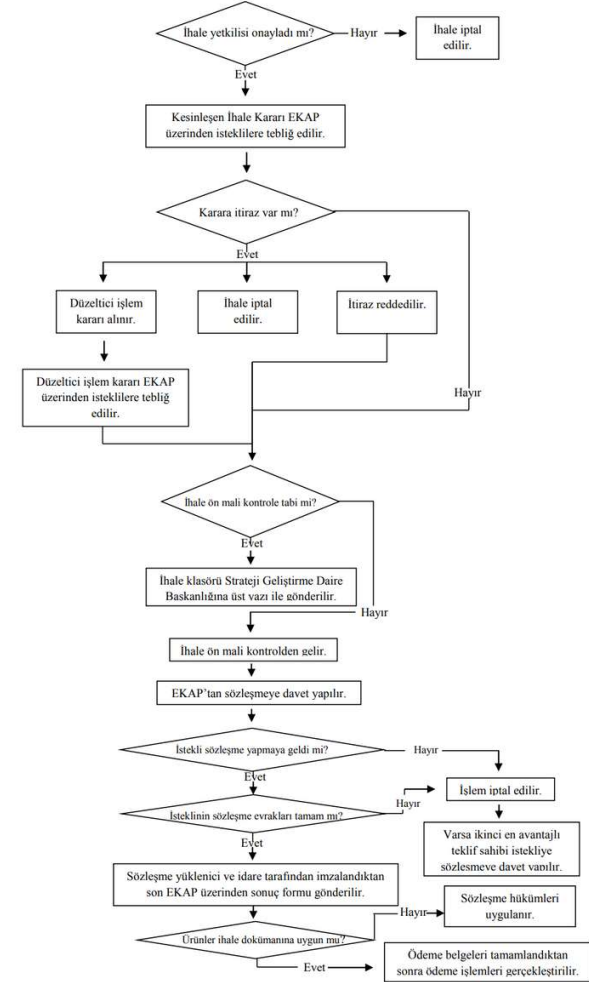 İhale yetkilisi onayladı mı?
Hayır
İhale iptal
edilir.
Evet
Kesinleşen İhale Kararı EKAP
üzerinden isteklilere tebliğ edilir.
Karara itiraz var mı?
Evet
Düzeltici işlem
kararı alınır.
İhale iptal
edilir.
İtiraz reddedilir.
Düzeltici işlem kararı EKAP
üzerinden isteklilere tebliğ
edilir.
Hayır
İhale ön mali kontrole tabi mi?
Evet
İhale klasörü Strateji Geliştirme Daire
Başkanlığına üst yazı ile gönderilir.
Hayır
İhale ön mali kontrolden gelir.
EKAP’tan sözleşmeye davet yapılır.
İstekli sözleşme yapmaya geldi mi?
Hayır
Evet
İşlem iptal edilir.
Hayır
İsteklinin sözleşme evrakları tamam mı?
Evet
Varsa ikinci en avantajlı
teklif sahibi istekliye
sözleşmeye davet yapılır.
Sözleşme yüklenici ve idare tarafından imzalandıktan
son EKAP üzerinden sonuç formu gönderilir.
Sözleşme hükümleri
uygulanır.
Hayır
Ürünler ihale dokümanına uygun mu?
Evet
Ödeme belgeleri tamamlandıktan
sonra ödeme işlemleri gerçekleştirilir.